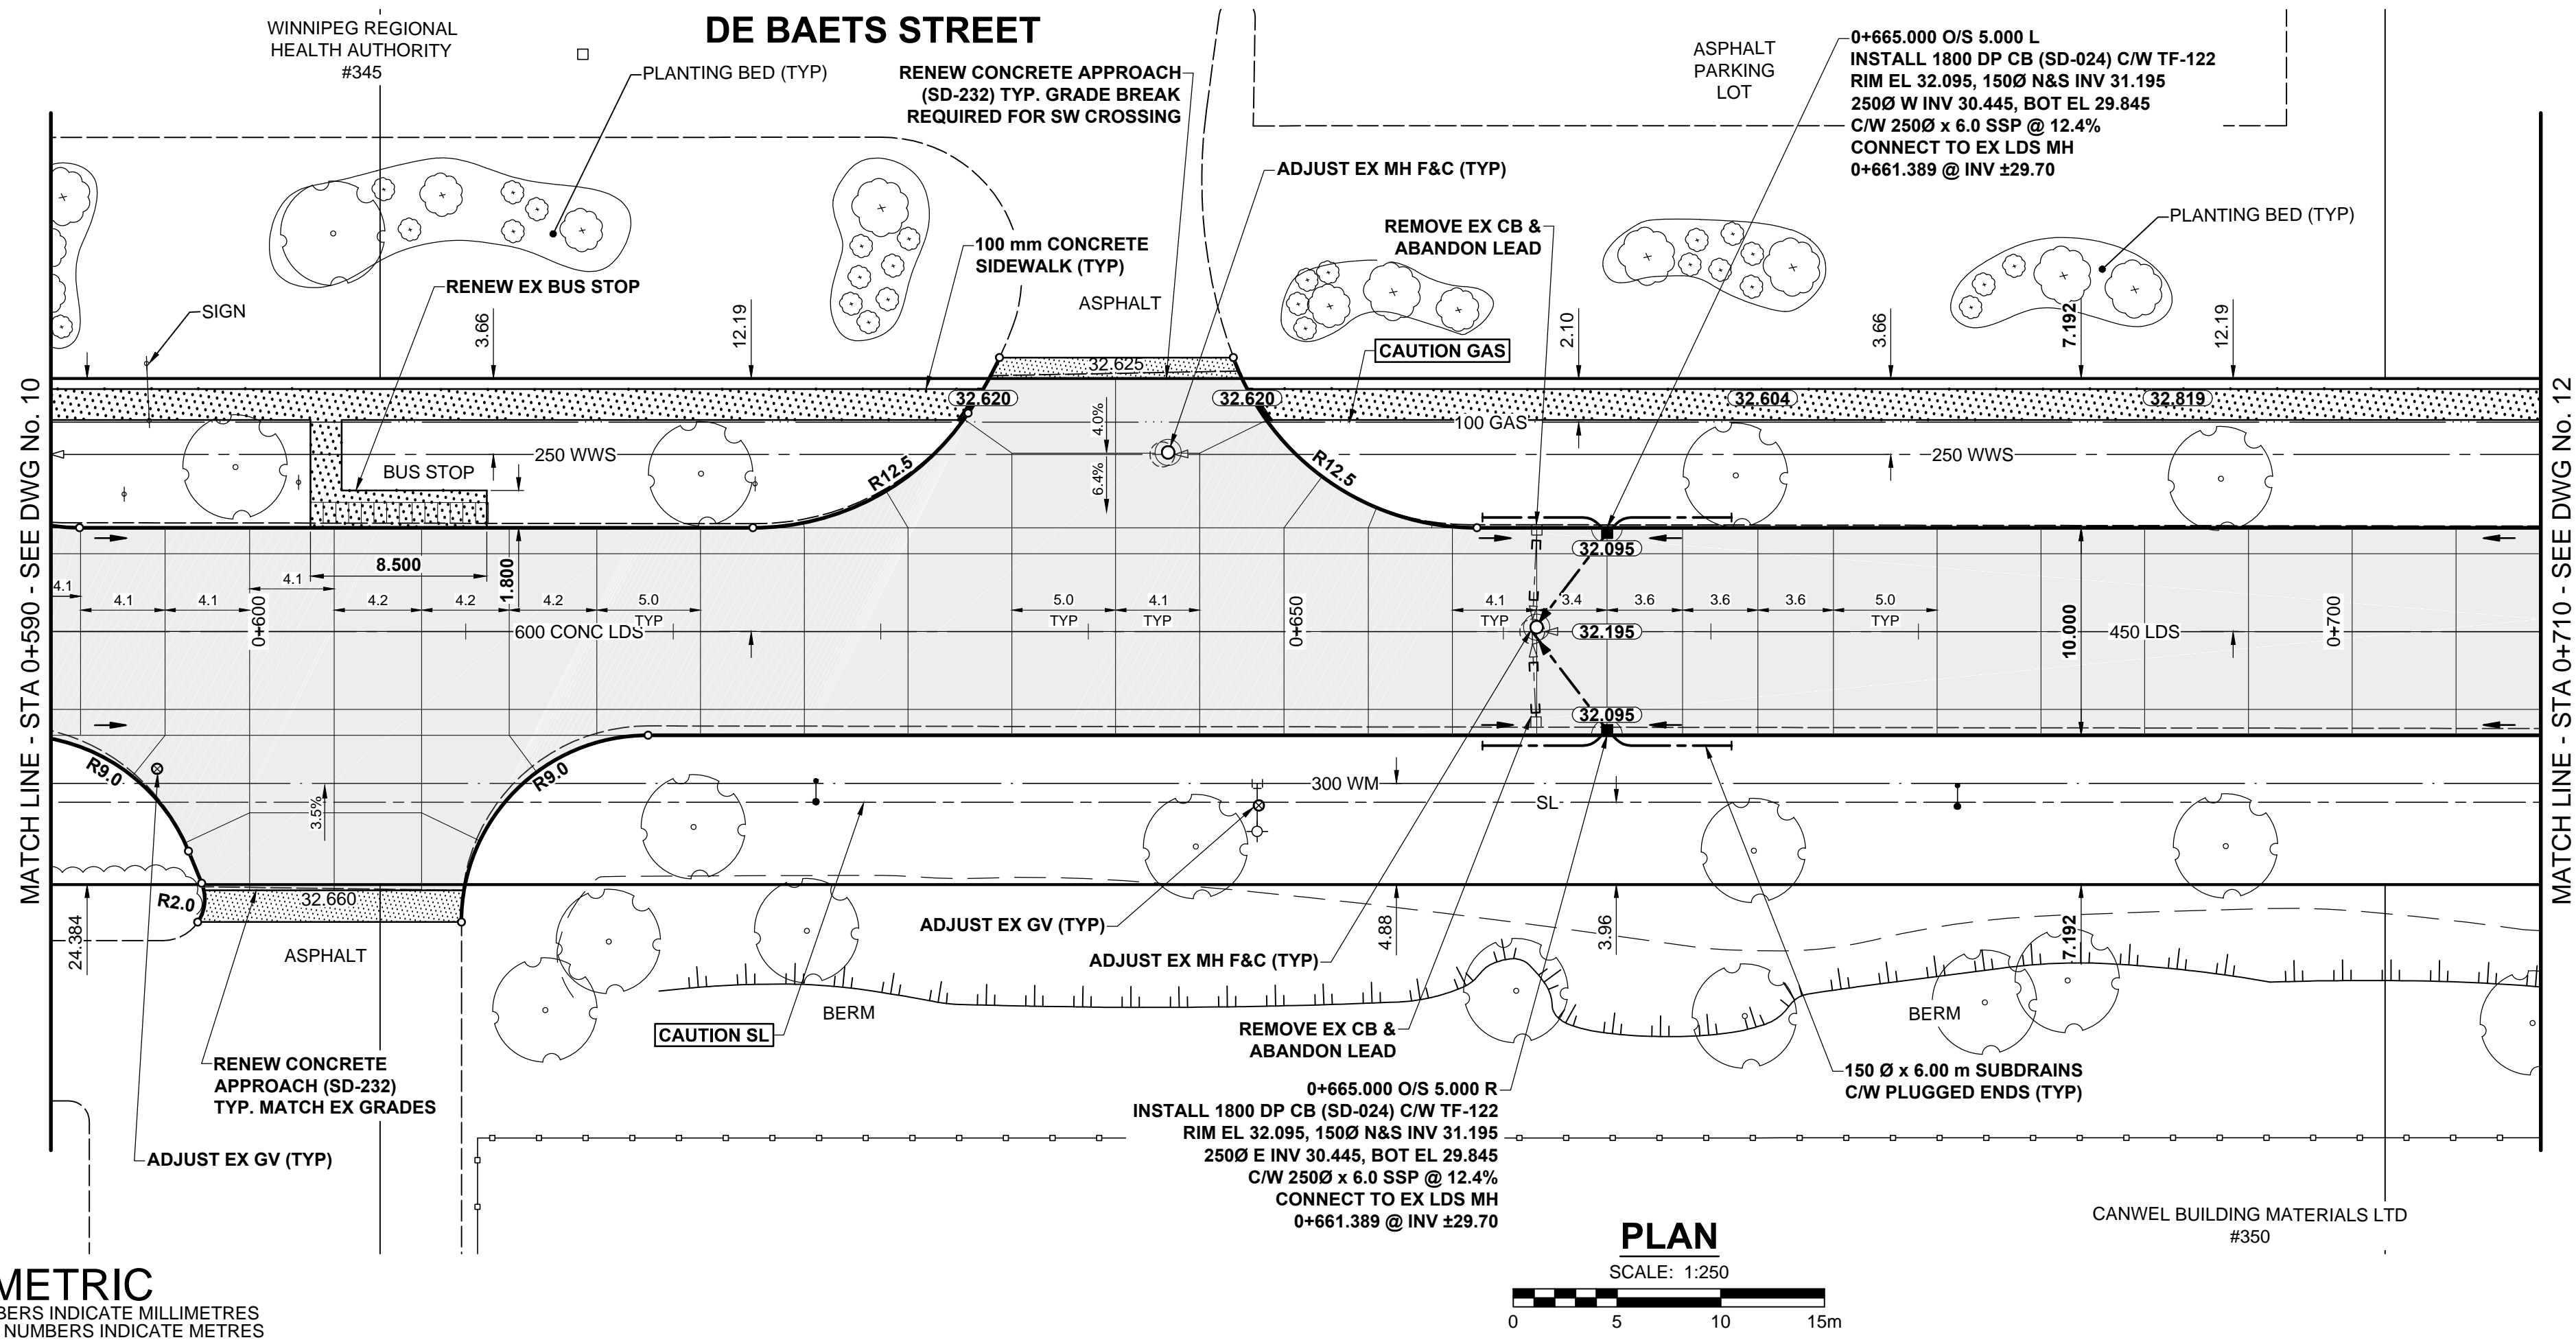 DE BAETS STREET
WINNIPEG REGIONAL
HEALTH AUTHORITY
#345
PLANTING BED (TYP)
RENEW CONCRETE APPROACH
(SD-232) TYP. GRADE BREAK
REQUIRED FOR SW CROSSING
ASPHALT
PARKING
LOT
0+665.000 O/S 5.000 L
INSTALL 1800 DP CB (SD-024) C/W TF-122
RIM EL 32.095, 150Ø N&S INV 31.195
250Ø W INV 30.445, BOT EL 29.845
C/W 250Ø x 6.0 SSP @ 12.4%
CONNECT TO EX LDS MH
0+661.389 @ INV ±29.70
ADJUST EX MH F&C (TYP)
REMOVE EX CB &
ABANDON LEAD
PLANTING BED (TYP)
100 mm CONCRETE
SIDEWALK (TYP)
RENEW EX BUS STOP
SIGN
ASPHALT
3.66
12.19
2.10
3.66
7.192
12.19
CAUTION GAS
32.625
32.620
32.620
32.604
32.819
4.0%
100 GAS
250 WWS
BUS STOP
R12.5
6.4%
R12.5
250 WWS
MATCH LINE - STA 0+590 - SEE DWG No. 10
MATCH LINE - STA 0+710 - SEE DWG No. 12
32.095
8.500
1.800
4.1
4.1
4.1
4.1
0+600
4.2
4.2
4.2
5.0
TYP
5.0
TYP
4.1
TYP
0+650
4.1
TYP
3.4
3.6
3.6
3.6
5.0
TYP
600 CONC LDS
32.195
10.000
450 LDS
0+700
32.095
R9.0
R9.0
3.5%
300 WM
SL
R2.0
32.660
24.384
ASPHALT
ADJUST EX GV (TYP)
4.88
3.96
7.192
ADJUST EX MH F&C (TYP)
BERM
BERM
CAUTION SL
REMOVE EX CB &
ABANDON LEAD
RENEW CONCRETE
APPROACH (SD-232)
TYP. MATCH EX GRADES
150 Ø x 6.00 m SUBDRAINS
C/W PLUGGED ENDS (TYP)
ADJUST EX GV (TYP)
0+665.000 O/S 5.000 R
INSTALL 1800 DP CB (SD-024) C/W TF-122
RIM EL 32.095, 150Ø N&S INV 31.195
250Ø E INV 30.445, BOT EL 29.845
C/W 250Ø x 6.0 SSP @ 12.4%
CONNECT TO EX LDS MH
0+661.389 @ INV ±29.70
CANWEL BUILDING MATERIALS LTD
#350
PLAN
SCALE: 1:250
0 5 10 15m
METRIC
BERS INDICATE MILLIMETRES
NUMBERS INDICATE METRES